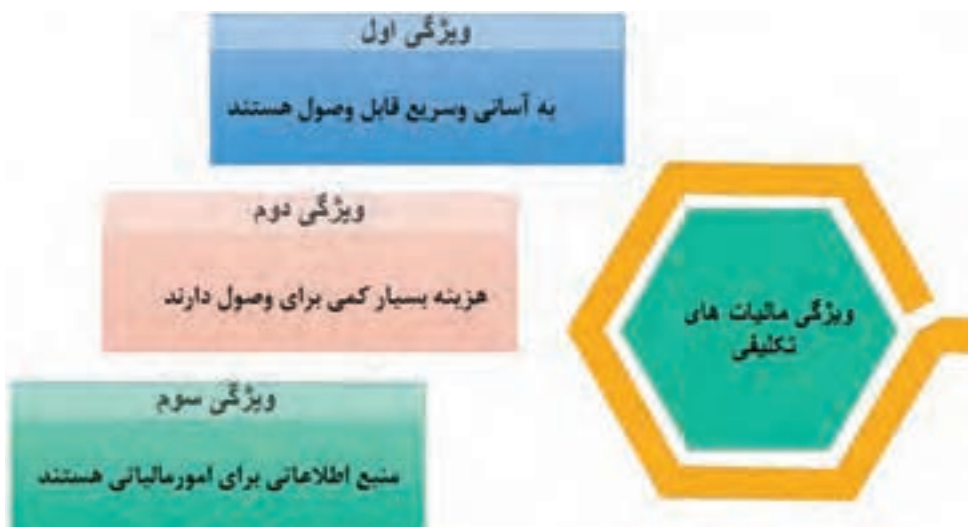 ویژگی اول
به آسانی وسریع قابل وصول هستند
ویژگی دوم
هزینه بسیار کمی برای وصول دارند
ویژگی سوم
منبع اطلاعاتی برای امورمالیاتی هستند
ویژگی مالیات های
تکلیفی